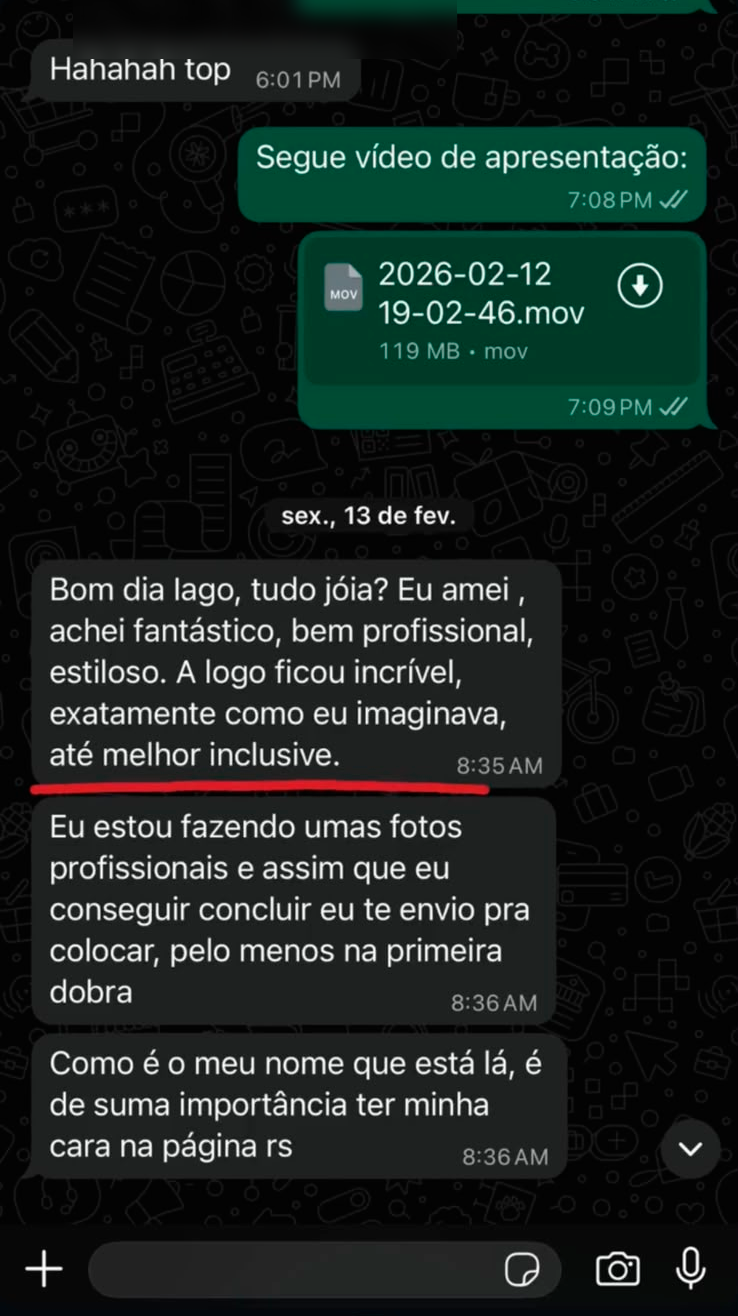 Hahahah top 6:01 PM
Segue vídeo de apresentação:
7:08 PM
MOV
2026-02-12
19-02-46.mov
119 MB • mov
7:09 PM
sex., 13 de fev.
Bom dia Iago, tudo jóia? Eu amei ,
achei fantástico, bem profissional,
estiloso. A logo ficou incrível,
exatamente como eu imaginava,
até melhor inclusive. 8:35 AM
Eu estou fazendo umas fotos
profissionais e assim que eu
conseguir concluir eu te envio pra
colocar, pelo menos na primeira
dobra 8:36 AM
Como é o meu nome que está lá, é
de suma importância ter minha
cara na página rs 8:36 AM